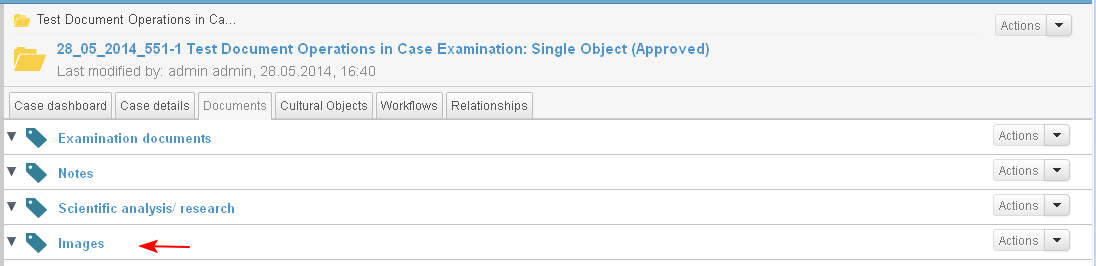 Test Document Operations in Ca...
Actions
28_05_2014_551-1 Test Document Operations in Case Examination: Single Object (Approved)
Last modified by: admin admin, 28.05.2014, 16:40
Case dashboard Case details Documents Cultural Objects Workflows Relationships
Examination documents Actions
Notes Actions
Scientific analysis/ research Actions
Images Actions